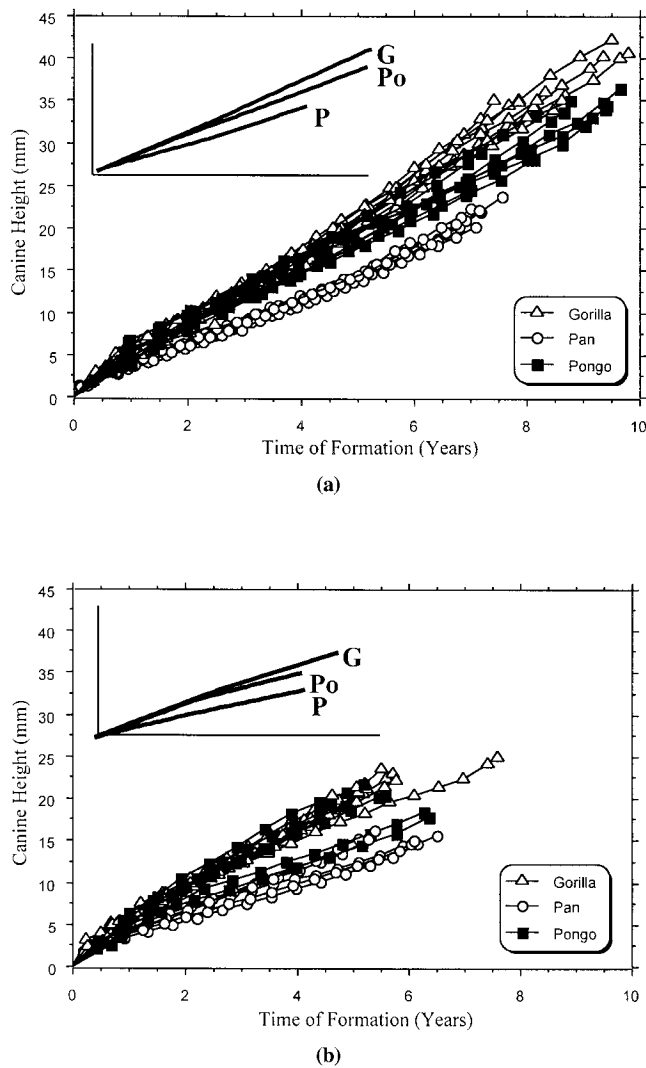 45
40
35
30
25
20
15
10
5
0
Canine Height (mm)
G
Po
P
Gorilla
Pan
Pongo
0 2 4 6 8 10
Time of Formation (Years)
(a)
45
40
35
30
25
20
15
10
5
0
Canine Height (mm)
G
Po
P
Gorilla
Pan
Pongo
0 2 4 6 8 10
Time of Formation (Years)
(b)